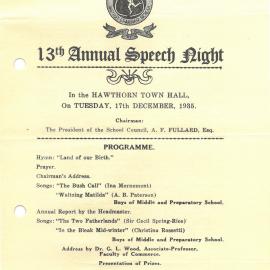 13th Annual Speech Night
In the HAWTHORN TOWN HALL,
On TUESDAY, 17th DECEMBER, 1935.
Chairman:
The President of the School Council, A. F. FULLARD, Esq.
PROGRAMME.
Hymn: "Land of our Birth."
Prayer.
Chairman's Address.
Songs: "The Bush Call" (Ina Mornement)
"Waltzing Matilda" (A. B. Paterson)
Boys of Middle and Preparatory School.
Annual Report by the Headmaster.
Songs: "The Two Fatherlands" (Sir Cecil Spring-Rice)
"In the Bleak Mid-winter" (Christina Rossetti)
Boys of Middle and Preparatory School.
Address by Dr. G. L. Wood, Associate-Professor,
Faculty of Commerce.
Presentation of Prizes.